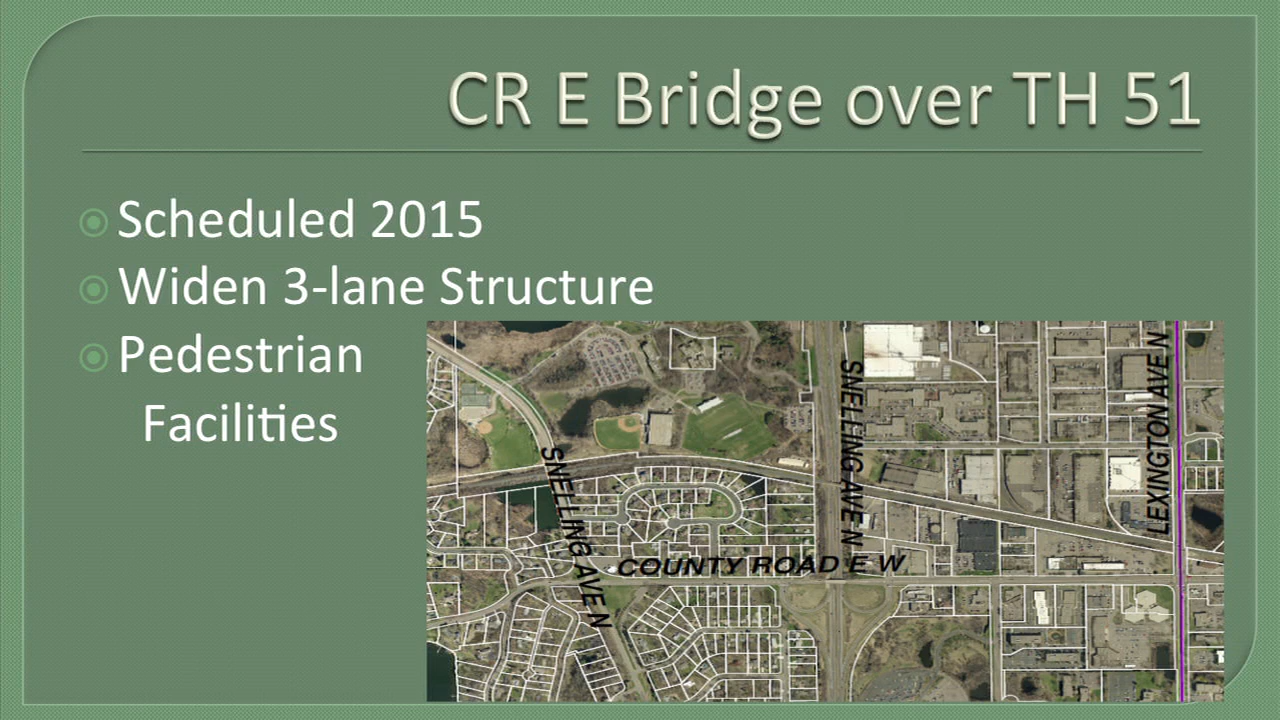 CR E Bridge over TH 51
Scheduled 2015
Widen 3-lane Structure
Pedestrian
Facilities
SNELLING AVE N
SNELLING AVE N
LEXINGTON AVE N
COUNTY ROAD E W